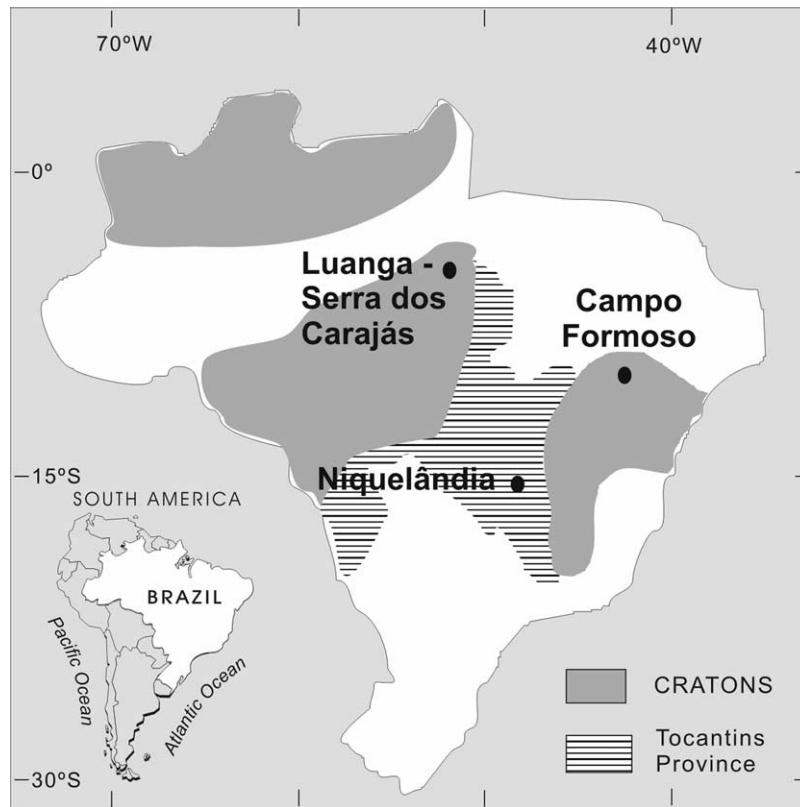 70ºW
40ºW
0º
Luanga -
Serra dos
Carajás
Campo
Formoso
Niquelândia
15ºS
SOUTH AMERICA
BRAZIL
Pacific Ocean
Atlantic Ocean
CRATONS
Tocantins
Province
30ºS